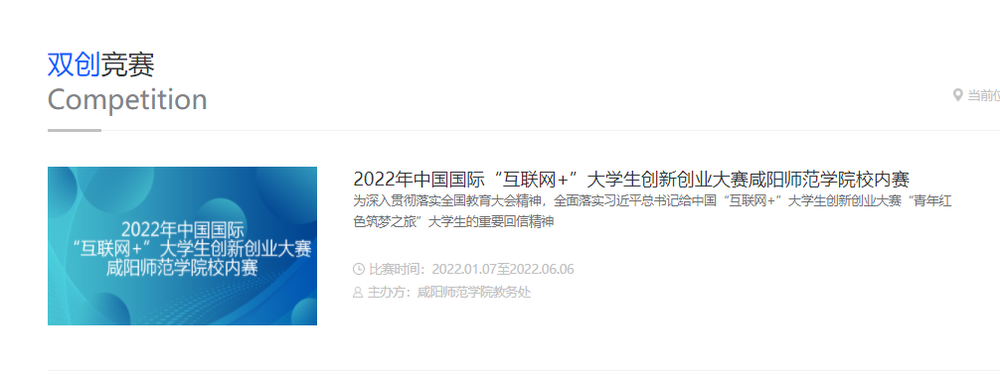 双创竞赛
Competition
当前
2022年中国国际
“互联网+”大学生创新创业大赛
咸阳师范学院校内赛
2022年中国国际“互联网+”大学生创新创业大赛咸阳师范学院校内赛
为深入贯彻落实全国教育大会精神，全面落实习近平总书记给中国“互联网+”大学生创新创业大赛“青年红
色筑梦之旅”大学生的重要回信精神
比赛时间：2022.01.07至2022.06.06
主办方：咸阳师范学院教务处